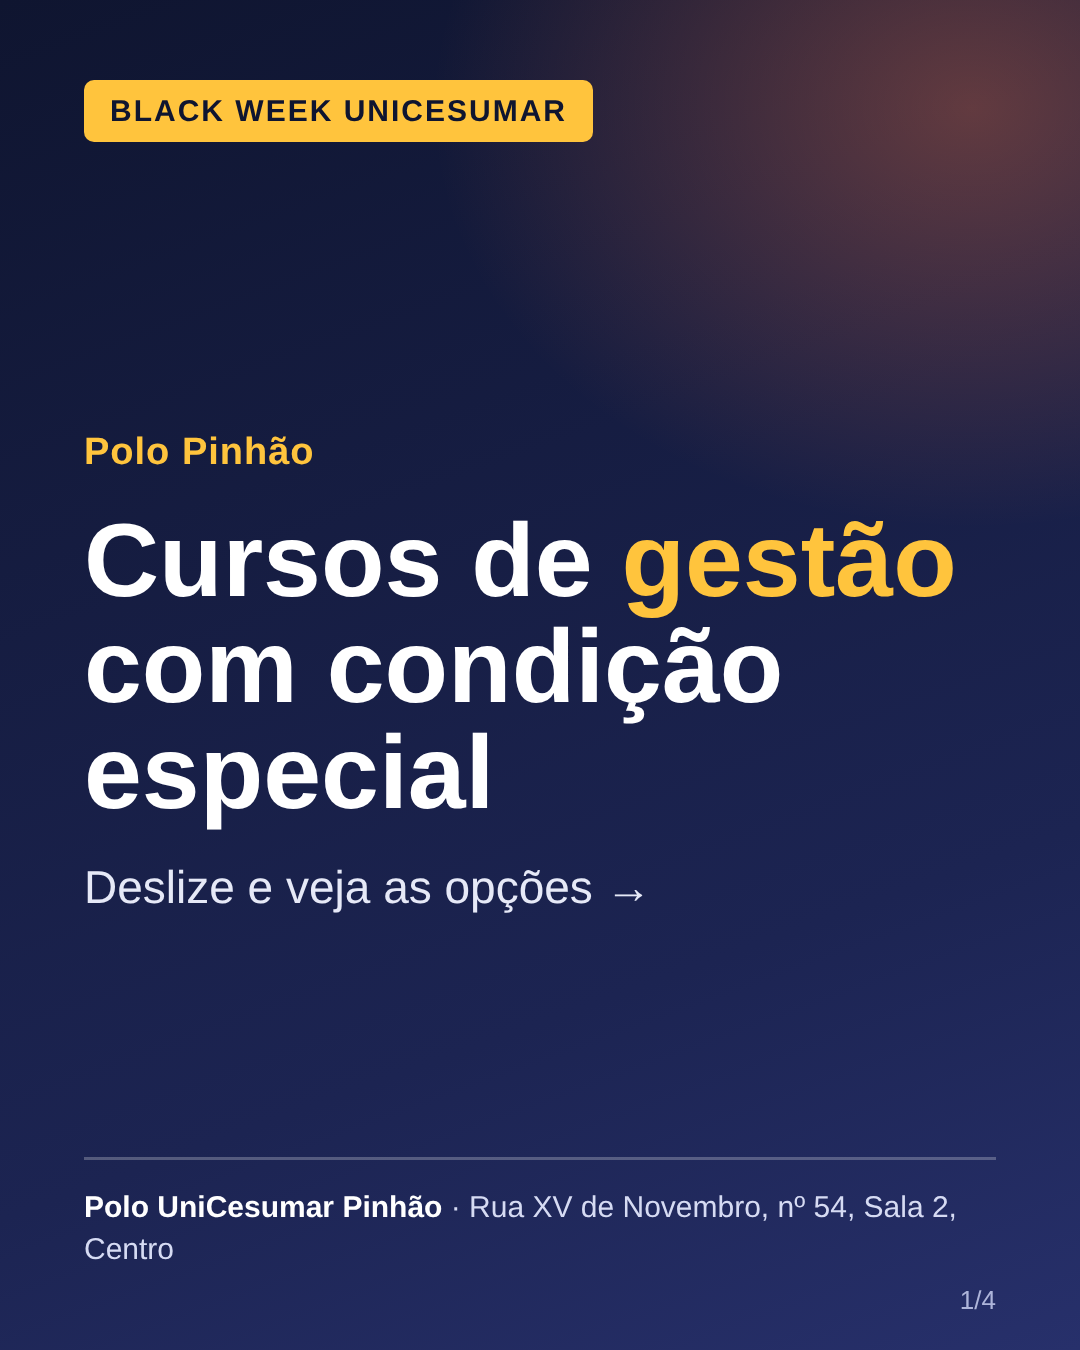 BLACK WEEK UNICESUMAR
Polo Pinhão
Cursos de gestão
com condição
especial
Deslize e veja as opções →
Polo UniCesumar Pinhão · Rua XV de Novembro, nº 54, Sala 2,
Centro
1/4